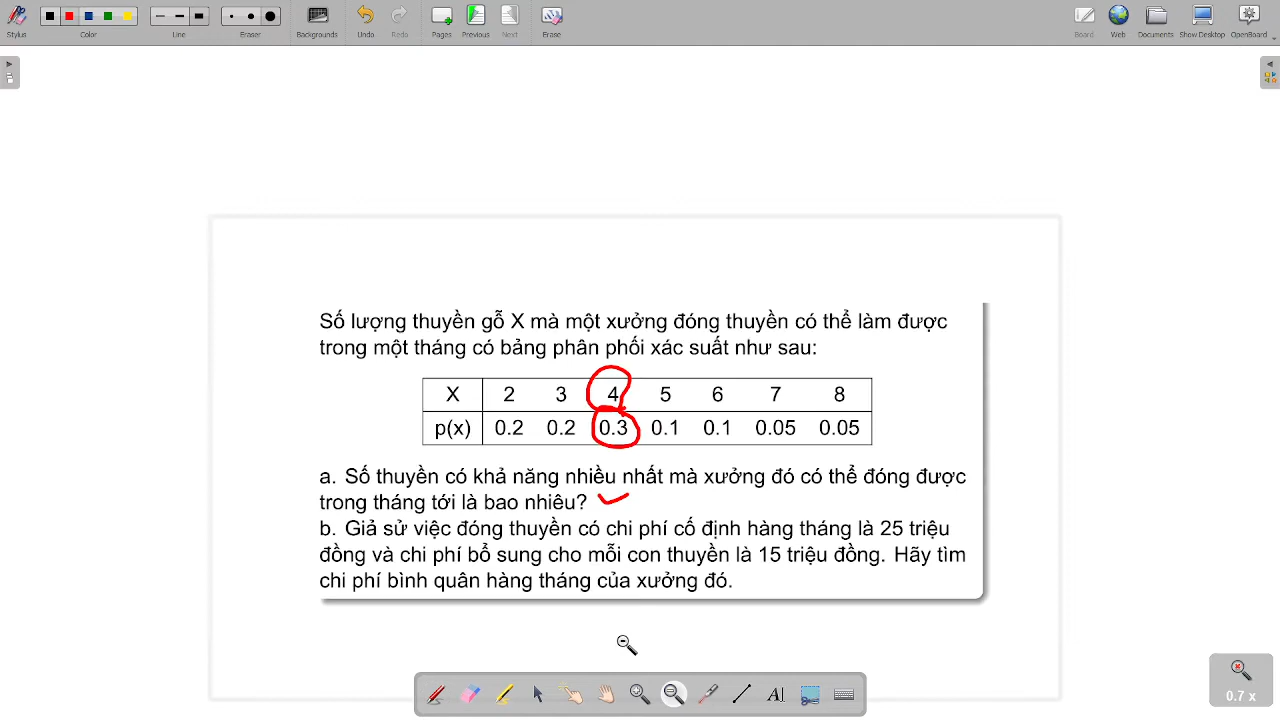 Color
Line
Eraser
Stylus
Backgrounds
Undo
Redo
Pages
Previous
Next
Erase
Board
Web
Documents
Show Desktop
OpenBoard
Số lượng thuyền gỗ X mà một xưởng đóng thuyền có thể làm được
trong một tháng có bảng phân phối xác suất như sau:
X 2 3 4 5 6 7 8
p(x) 0.2 0.2 0.3 0.1 0.1 0.05 0.05
a. Số thuyền có khả năng nhiều nhất mà xưởng đó có thể đóng được
trong tháng tới là bao nhiêu?
b. Giả sử việc đóng thuyền có chi phí cố định hàng tháng là 25 triệu
đồng và chi phí bổ sung cho mỗi con thuyền là 15 triệu đồng. Hãy tìm
chi phí bình quân hàng tháng của xưởng đó.
AI
0.7 x